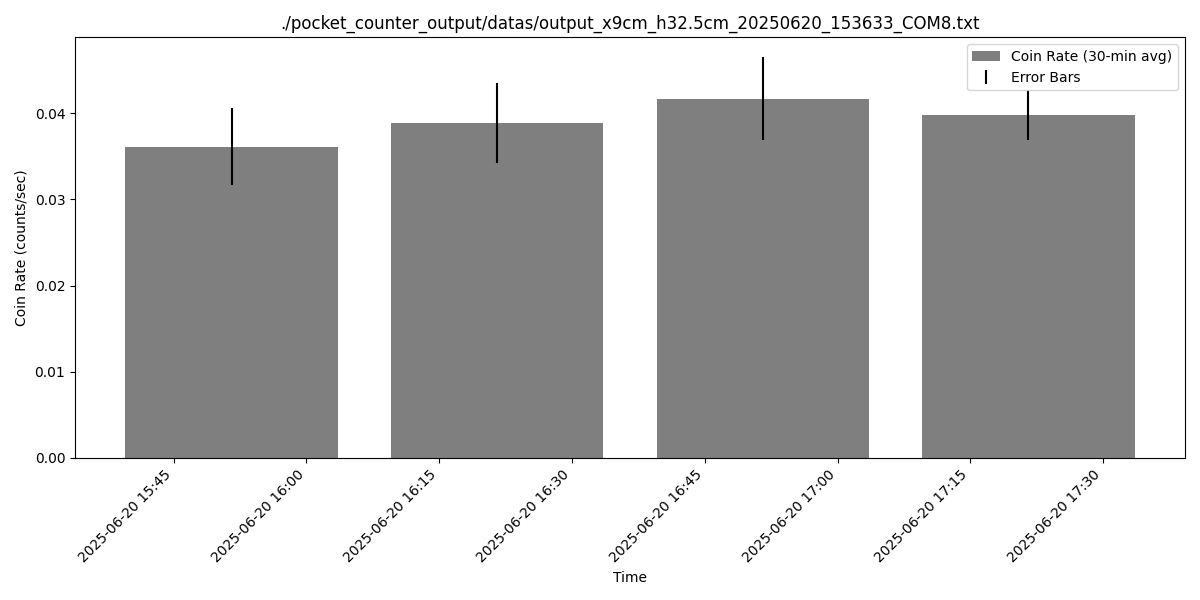 ./pocket_counter_output/datas/output_x9cm_h32.5cm_20250620_153633_COM8.txt
Coin Rate (30-min avg)
Error Bars
Coin Rate (counts/sec)
0.04
0.03
0.02
0.01
0.00
2025-06-20 15:45
2025-06-20 16:00
2025-06-20 16:15
2025-06-20 16:30
2025-06-20 16:45
2025-06-20 17:00
2025-06-20 17:15
2025-06-20 17:30
Time